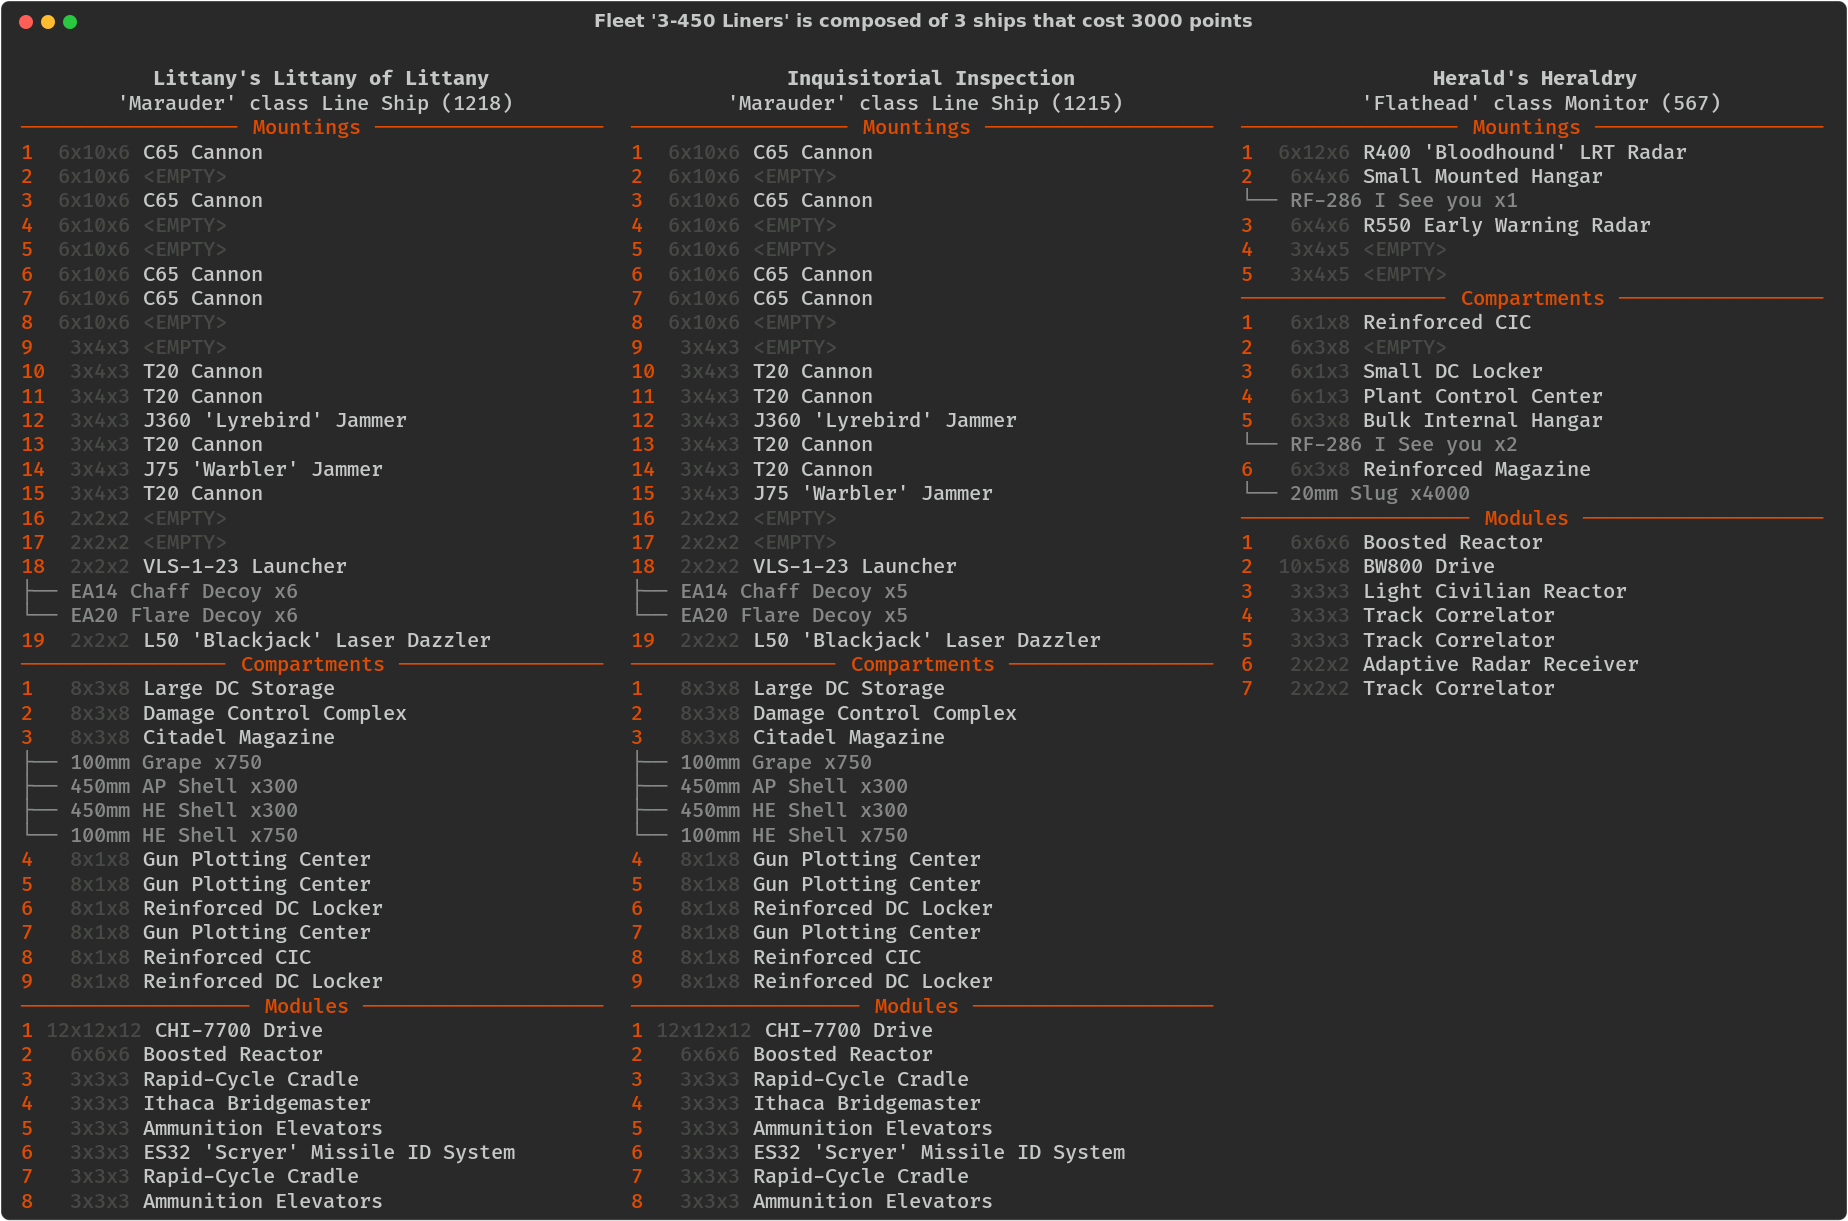 Fleet '3-450 Liners' is composed of 3 ships that cost 3000 points
Littany's Littany of Littany
'Marauder' class Line Ship (1218)
Mountings
1 6x10x6 C65 Cannon
2 6x10x6 <EMPTY>
3 6x10x6 C65 Cannon
4 6x10x6 <EMPTY>
5 6x10x6 <EMPTY>
6 6x10x6 C65 Cannon
7 6x10x6 C65 Cannon
8 6x10x6 <EMPTY>
9 3x4x3 <EMPTY>
10 3x4x3 T20 Cannon
11 3x4x3 T20 Cannon
12 3x4x3 J360 'Lyrebird' Jammer
13 3x4x3 T20 Cannon
14 3x4x3 J75 'Warbler' Jammer
15 3x4x3 T20 Cannon
16 2x2x2 <EMPTY>
17 2x2x2 <EMPTY>
18 2x2x2 VLS-1-23 Launcher
├── EA14 Chaff Decoy x6
└── EA20 Flare Decoy x6
19 2x2x2 L50 'Blackjack' Laser Dazzler
Compartments
1 8x3x8 Large DC Storage
2 8x3x8 Damage Control Complex
3 8x3x8 Citadel Magazine
├── 100mm Grape x750
├── 450mm AP Shell x300
├── 450mm HE Shell x300
└── 100mm HE Shell x750
4 8x1x8 Gun Plotting Center
5 8x1x8 Gun Plotting Center
6 8x1x8 Reinforced DC Locker
7 8x1x8 Gun Plotting Center
8 8x1x8 Reinforced CIC
9 8x1x8 Reinforced DC Locker
Modules
1 12x12x12 CHI-7700 Drive
2 6x6x6 Boosted Reactor
3 3x3x3 Rapid-Cycle Cradle
4 3x3x3 Ithaca Bridgemaster
5 3x3x3 Ammunition Elevators
6 3x3x3 ES32 'Scryer' Missile ID System
7 3x3x3 Rapid-Cycle Cradle
8 3x3x3 Ammunition Elevators
Inquisitorial Inspection
'Marauder' class Line Ship (1215)
Mountings
1 6x10x6 C65 Cannon
2 6x10x6 <EMPTY>
3 6x10x6 C65 Cannon
4 6x10x6 <EMPTY>
5 6x10x6 <EMPTY>
6 6x10x6 C65 Cannon
7 6x10x6 C65 Cannon
8 6x10x6 <EMPTY>
9 3x4x3 <EMPTY>
10 3x4x3 T20 Cannon
11 3x4x3 T20 Cannon
12 3x4x3 J360 'Lyrebird' Jammer
13 3x4x3 T20 Cannon
14 3x4x3 T20 Cannon
15 3x4x3 J75 'Warbler' Jammer
16 2x2x2 <EMPTY>
17 2x2x2 <EMPTY>
18 2x2x2 VLS-1-23 Launcher
├── EA14 Chaff Decoy x5
└── EA20 Flare Decoy x5
19 2x2x2 L50 'Blackjack' Laser Dazzler
Compartments
1 8x3x8 Large DC Storage
2 8x3x8 Damage Control Complex
3 8x3x8 Citadel Magazine
├── 100mm Grape x750
├── 450mm AP Shell x300
├── 450mm HE Shell x300
└── 100mm HE Shell x750
4 8x1x8 Gun Plotting Center
5 8x1x8 Gun Plotting Center
6 8x1x8 Reinforced DC Locker
7 8x1x8 Gun Plotting Center
8 8x1x8 Reinforced CIC
9 8x1x8 Reinforced DC Locker
Modules
1 12x12x12 CHI-7700 Drive
2 6x6x6 Boosted Reactor
3 3x3x3 Rapid-Cycle Cradle
4 3x3x3 Ithaca Bridgemaster
5 3x3x3 Ammunition Elevators
6 3x3x3 ES32 'Scryer' Missile ID System
7 3x3x3 Rapid-Cycle Cradle
8 3x3x3 Ammunition Elevators
Herald's Heraldry
'Flathead' class Monitor (567)
Mountings
1 6x12x6 R400 'Bloodhound' LRT Radar
2 6x4x6 Small Mounted Hangar
└── RF-286 I See you x1
3 6x4x6 R550 Early Warning Radar
4 3x4x5 <EMPTY>
5 3x4x5 <EMPTY>
Compartments
1 6x1x8 Reinforced CIC
2 6x3x8 <EMPTY>
3 6x1x3 Small DC Locker
4 6x1x3 Plant Control Center
5 6x3x8 Bulk Internal Hangar
└── RF-286 I See you x2
6 6x3x8 Reinforced Magazine
└── 20mm Slug x4000
Modules
1 6x6x6 Boosted Reactor
2 10x5x8 BW800 Drive
3 3x3x3 Light Civilian Reactor
4 3x3x3 Track Correlator
5 3x3x3 Track Correlator
6 2x2x2 Adaptive Radar Receiver
7 2x2x2 Track Correlator